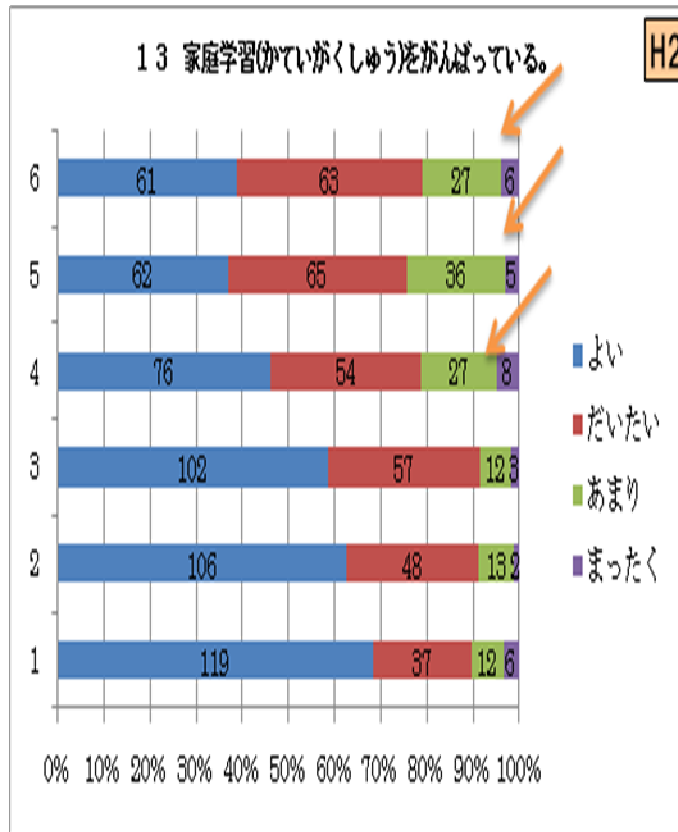 13 家庭学習(かていがくしゅう)をがんばっている。
H2
6 61 63 27 6
5 62 65 36 5
4 76 54 27 8
3 102 57 12 3
2 106 48 13 2
1 119 37 12 6
0% 10% 20% 30% 40% 50% 60% 70% 80% 90% 100%
よい
だいたい
あまり
まったく